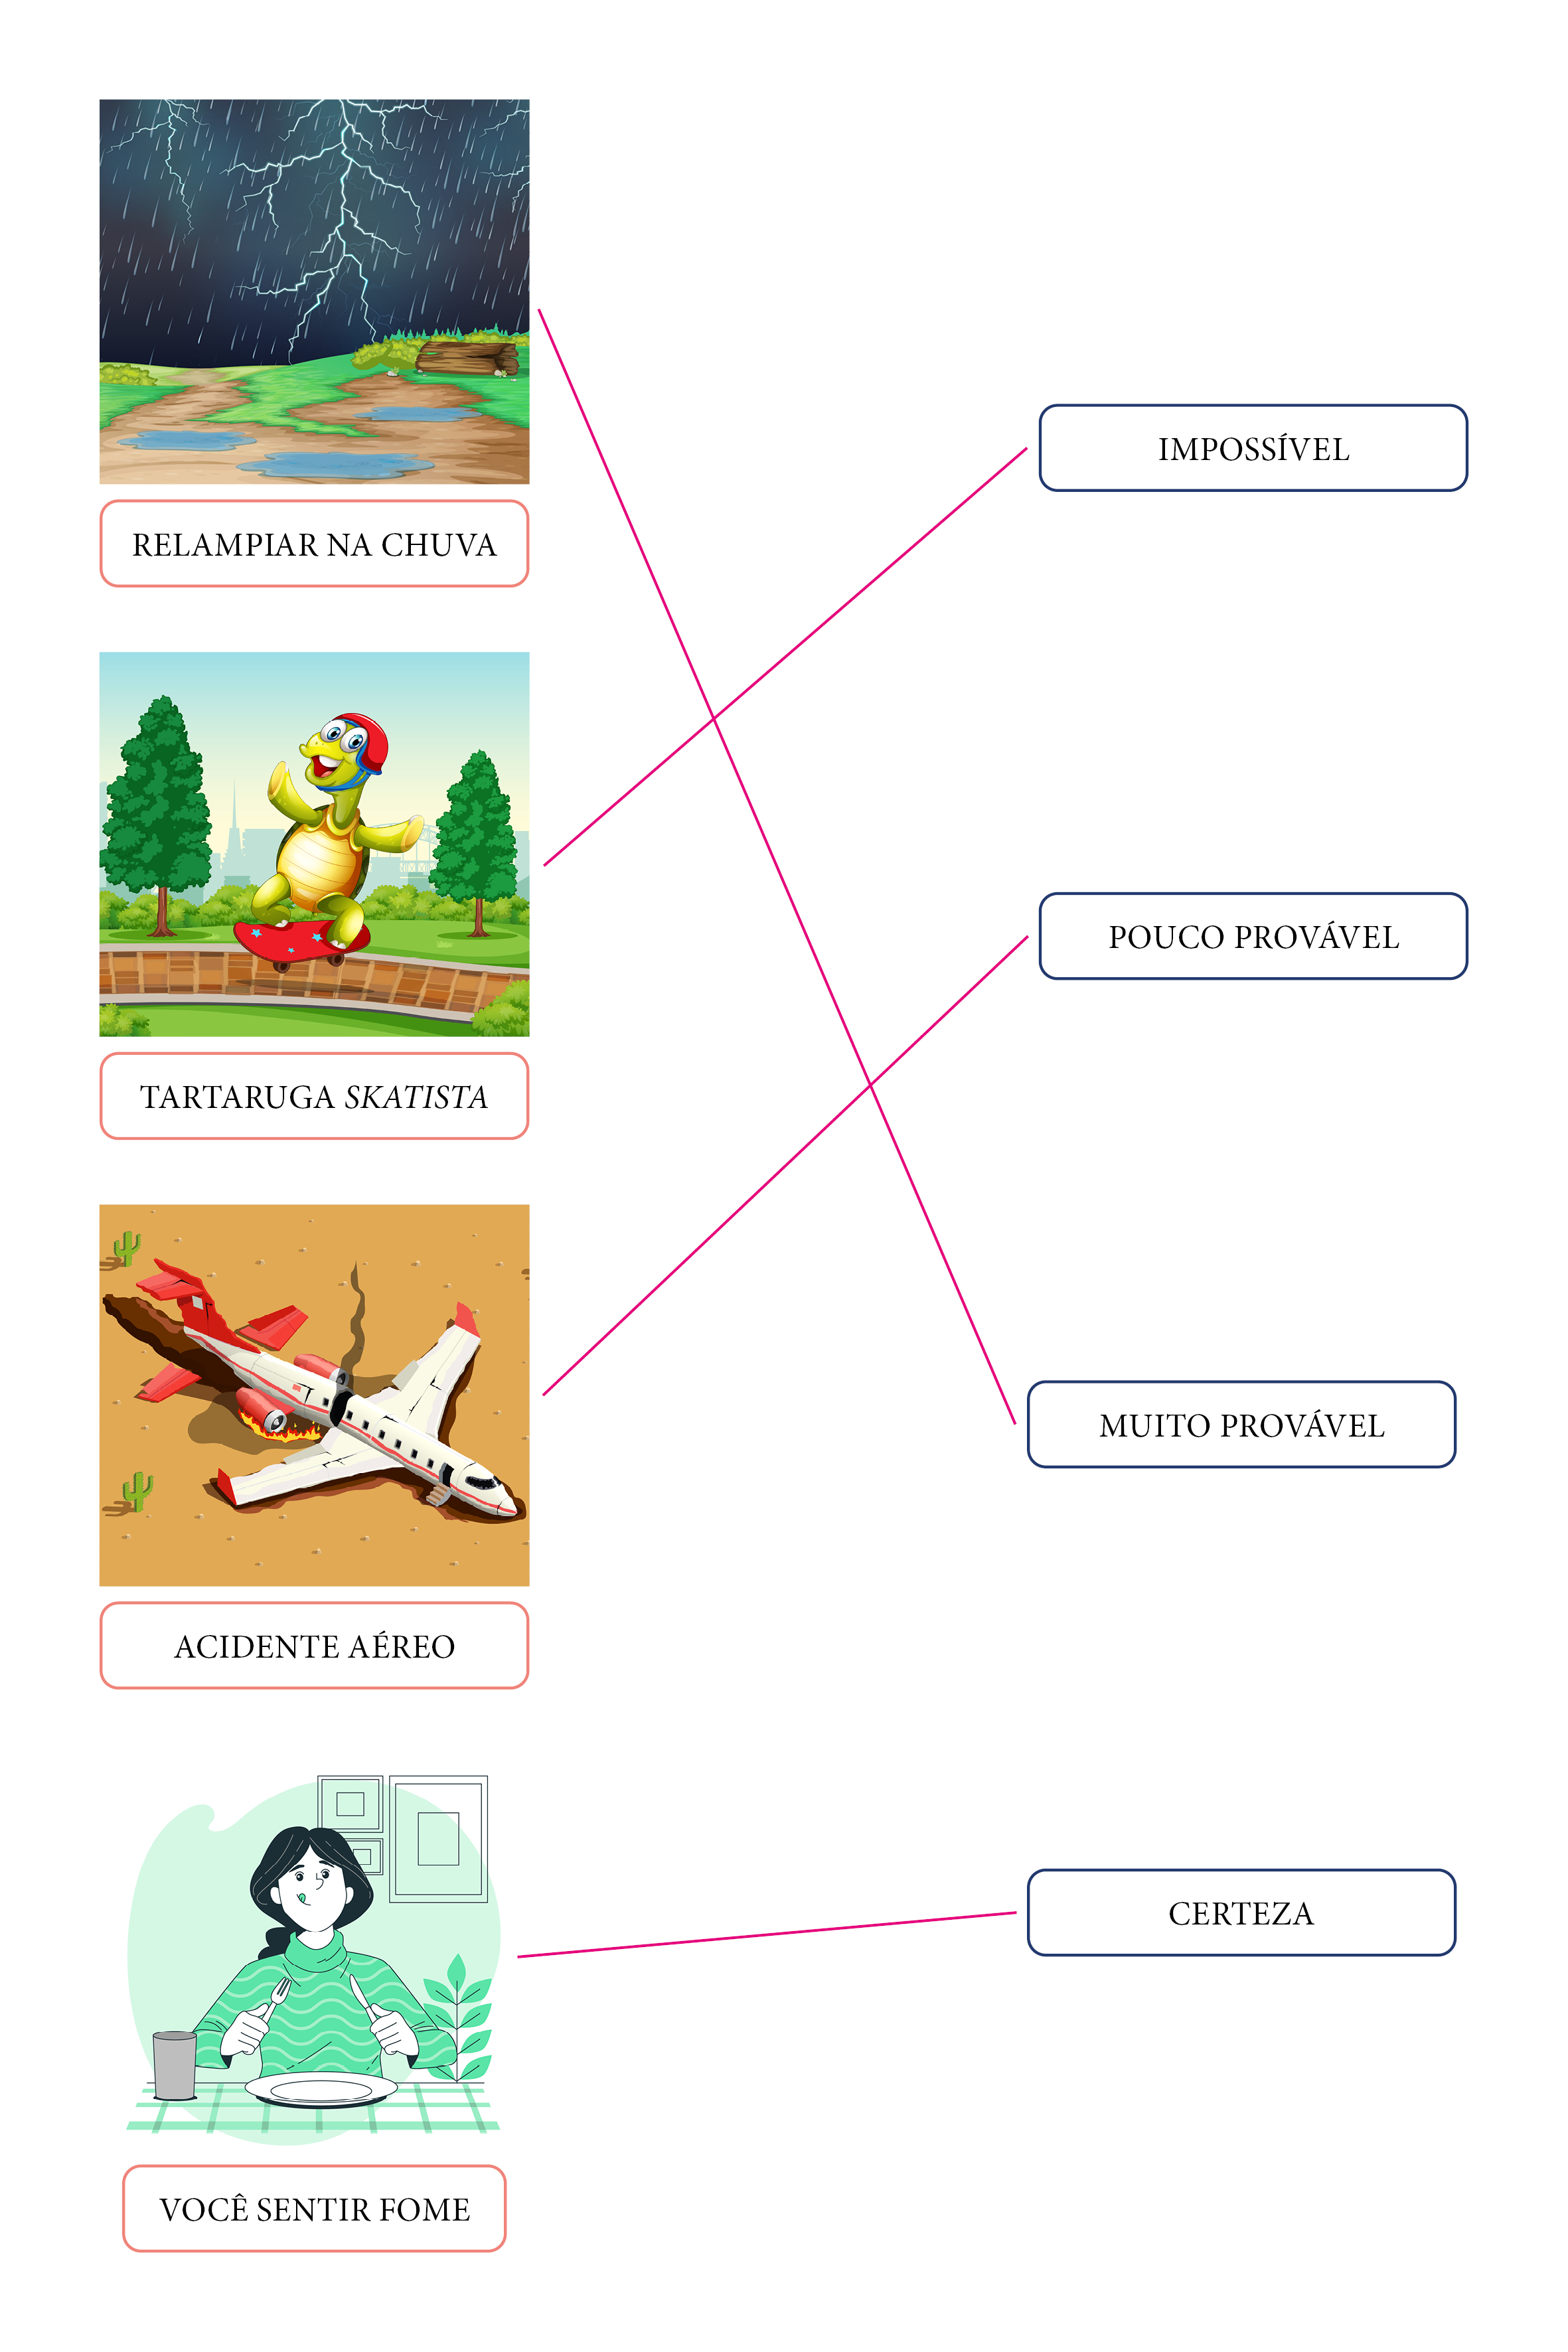 RELAMPIAR NA CHUVA
IMPOSSÍVEL
TARTARUGA SKATISTA
POUCO PROVÁVEL
ACIDENTE AÉREO
MUITO PROVÁVEL
VOCÊ SENTIR FOME
CERTEZA